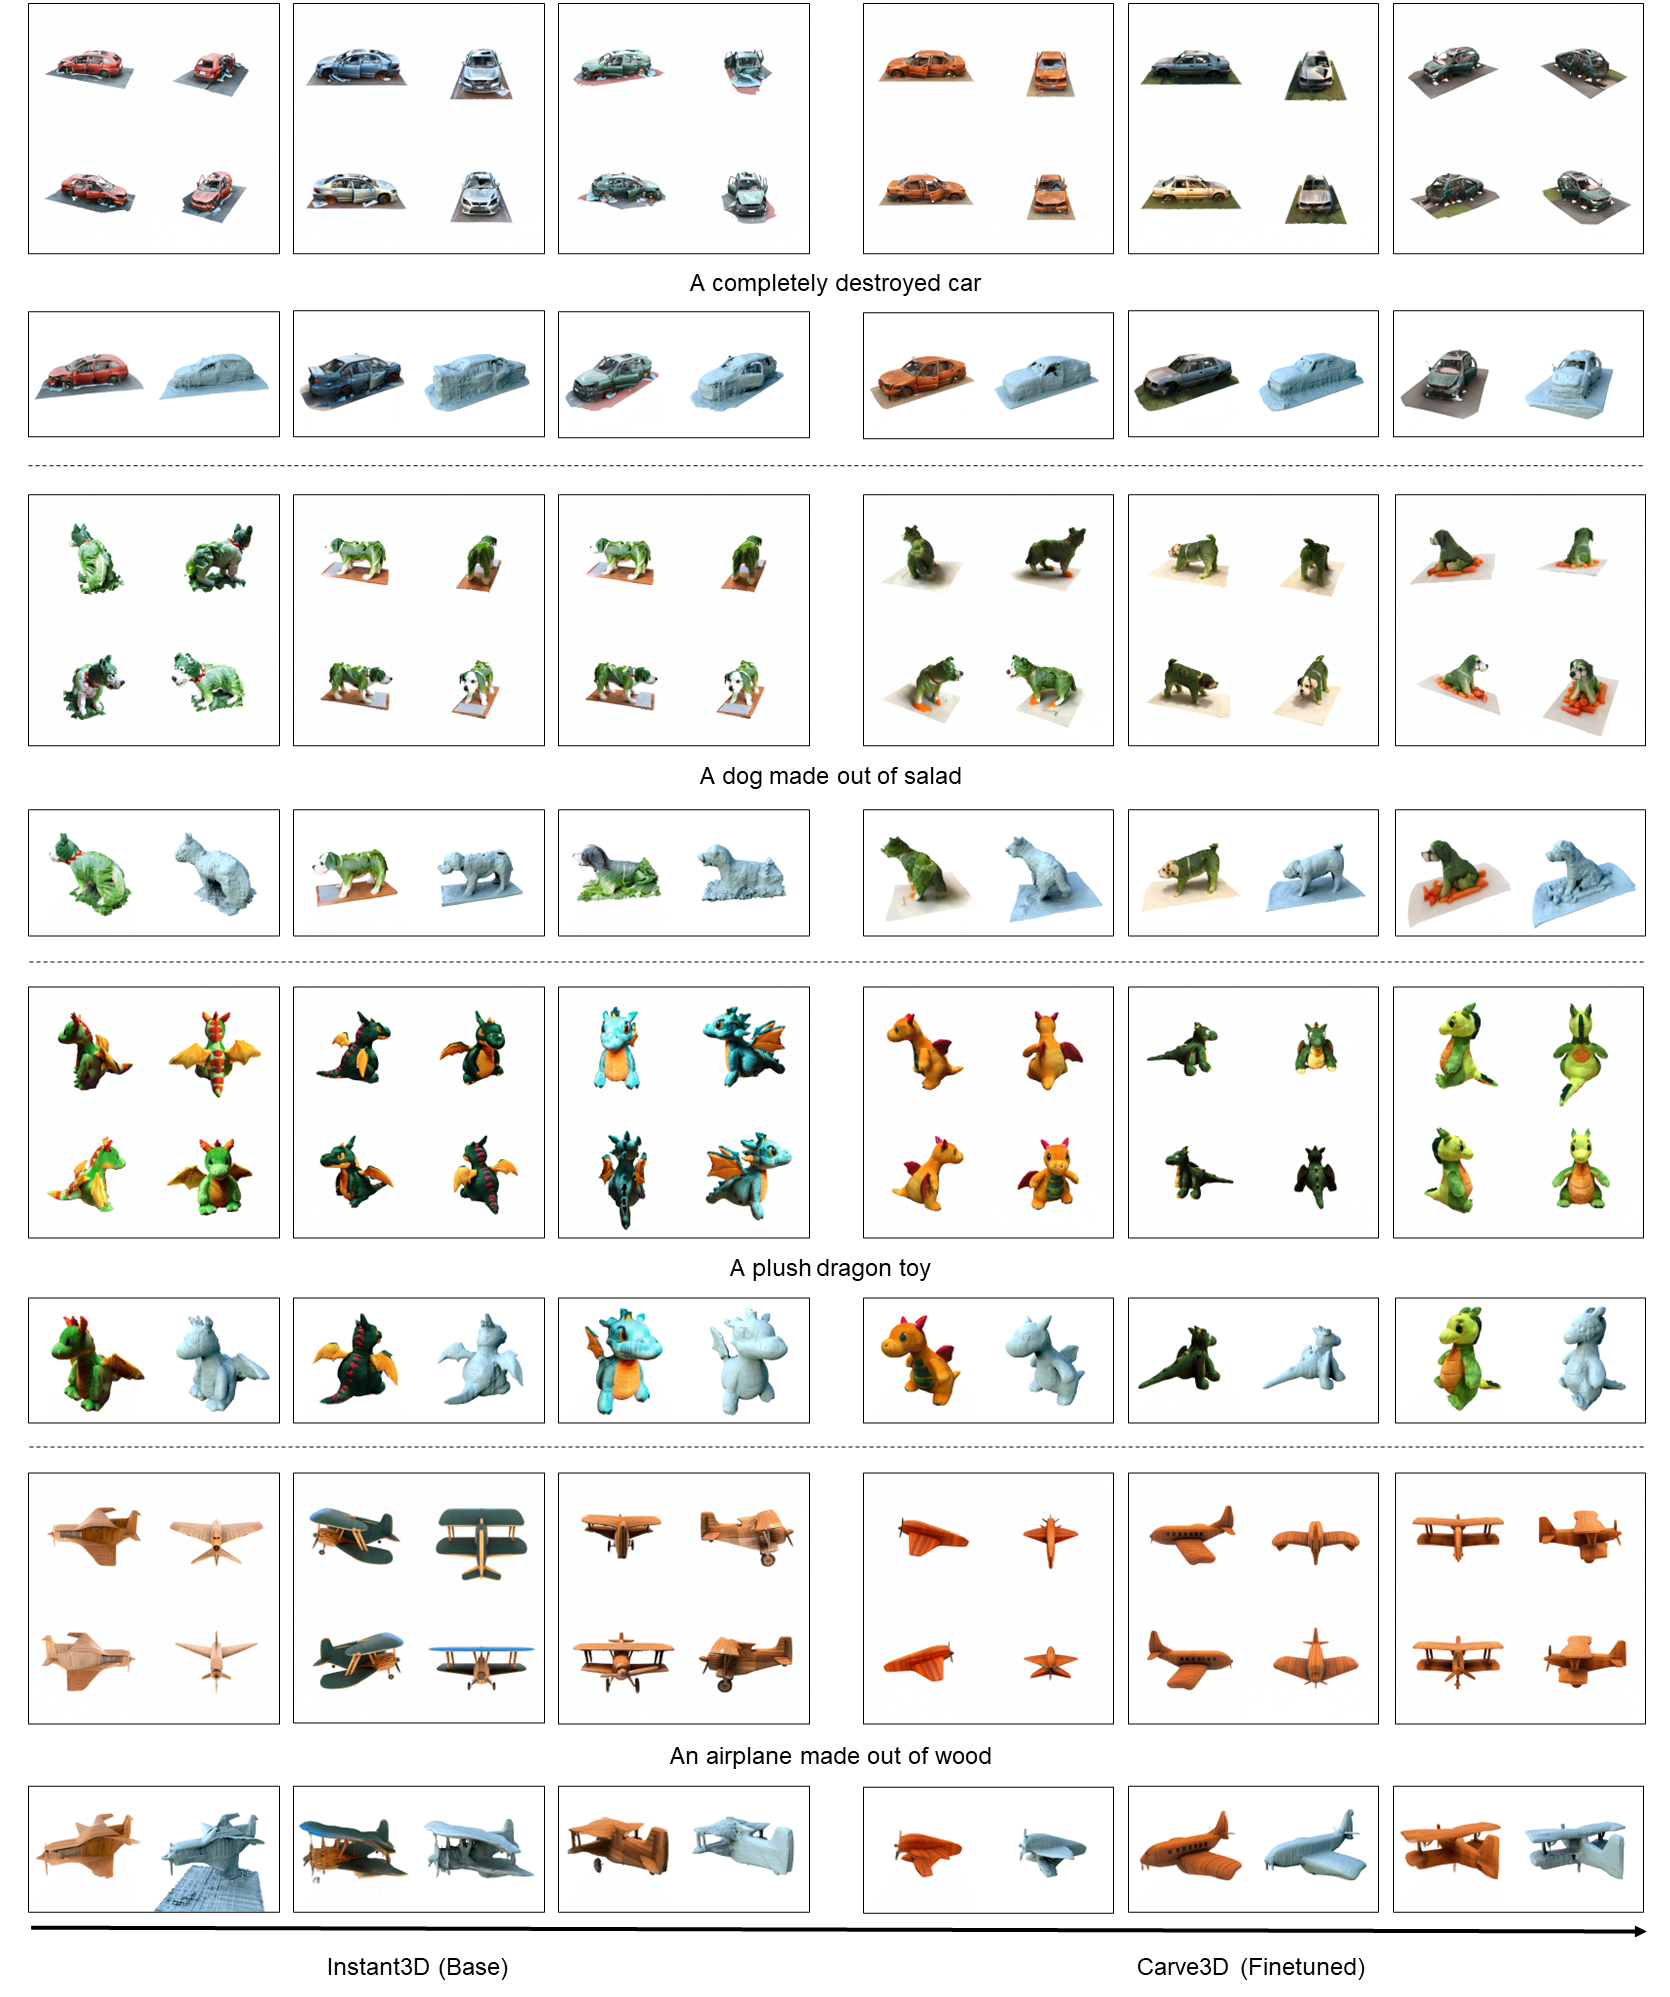 A completely destroyed car
A dog made out of salad
A plush dragon toy
An airplane made out of wood
Instant3D (Base)
Carve3D (Finetuned)